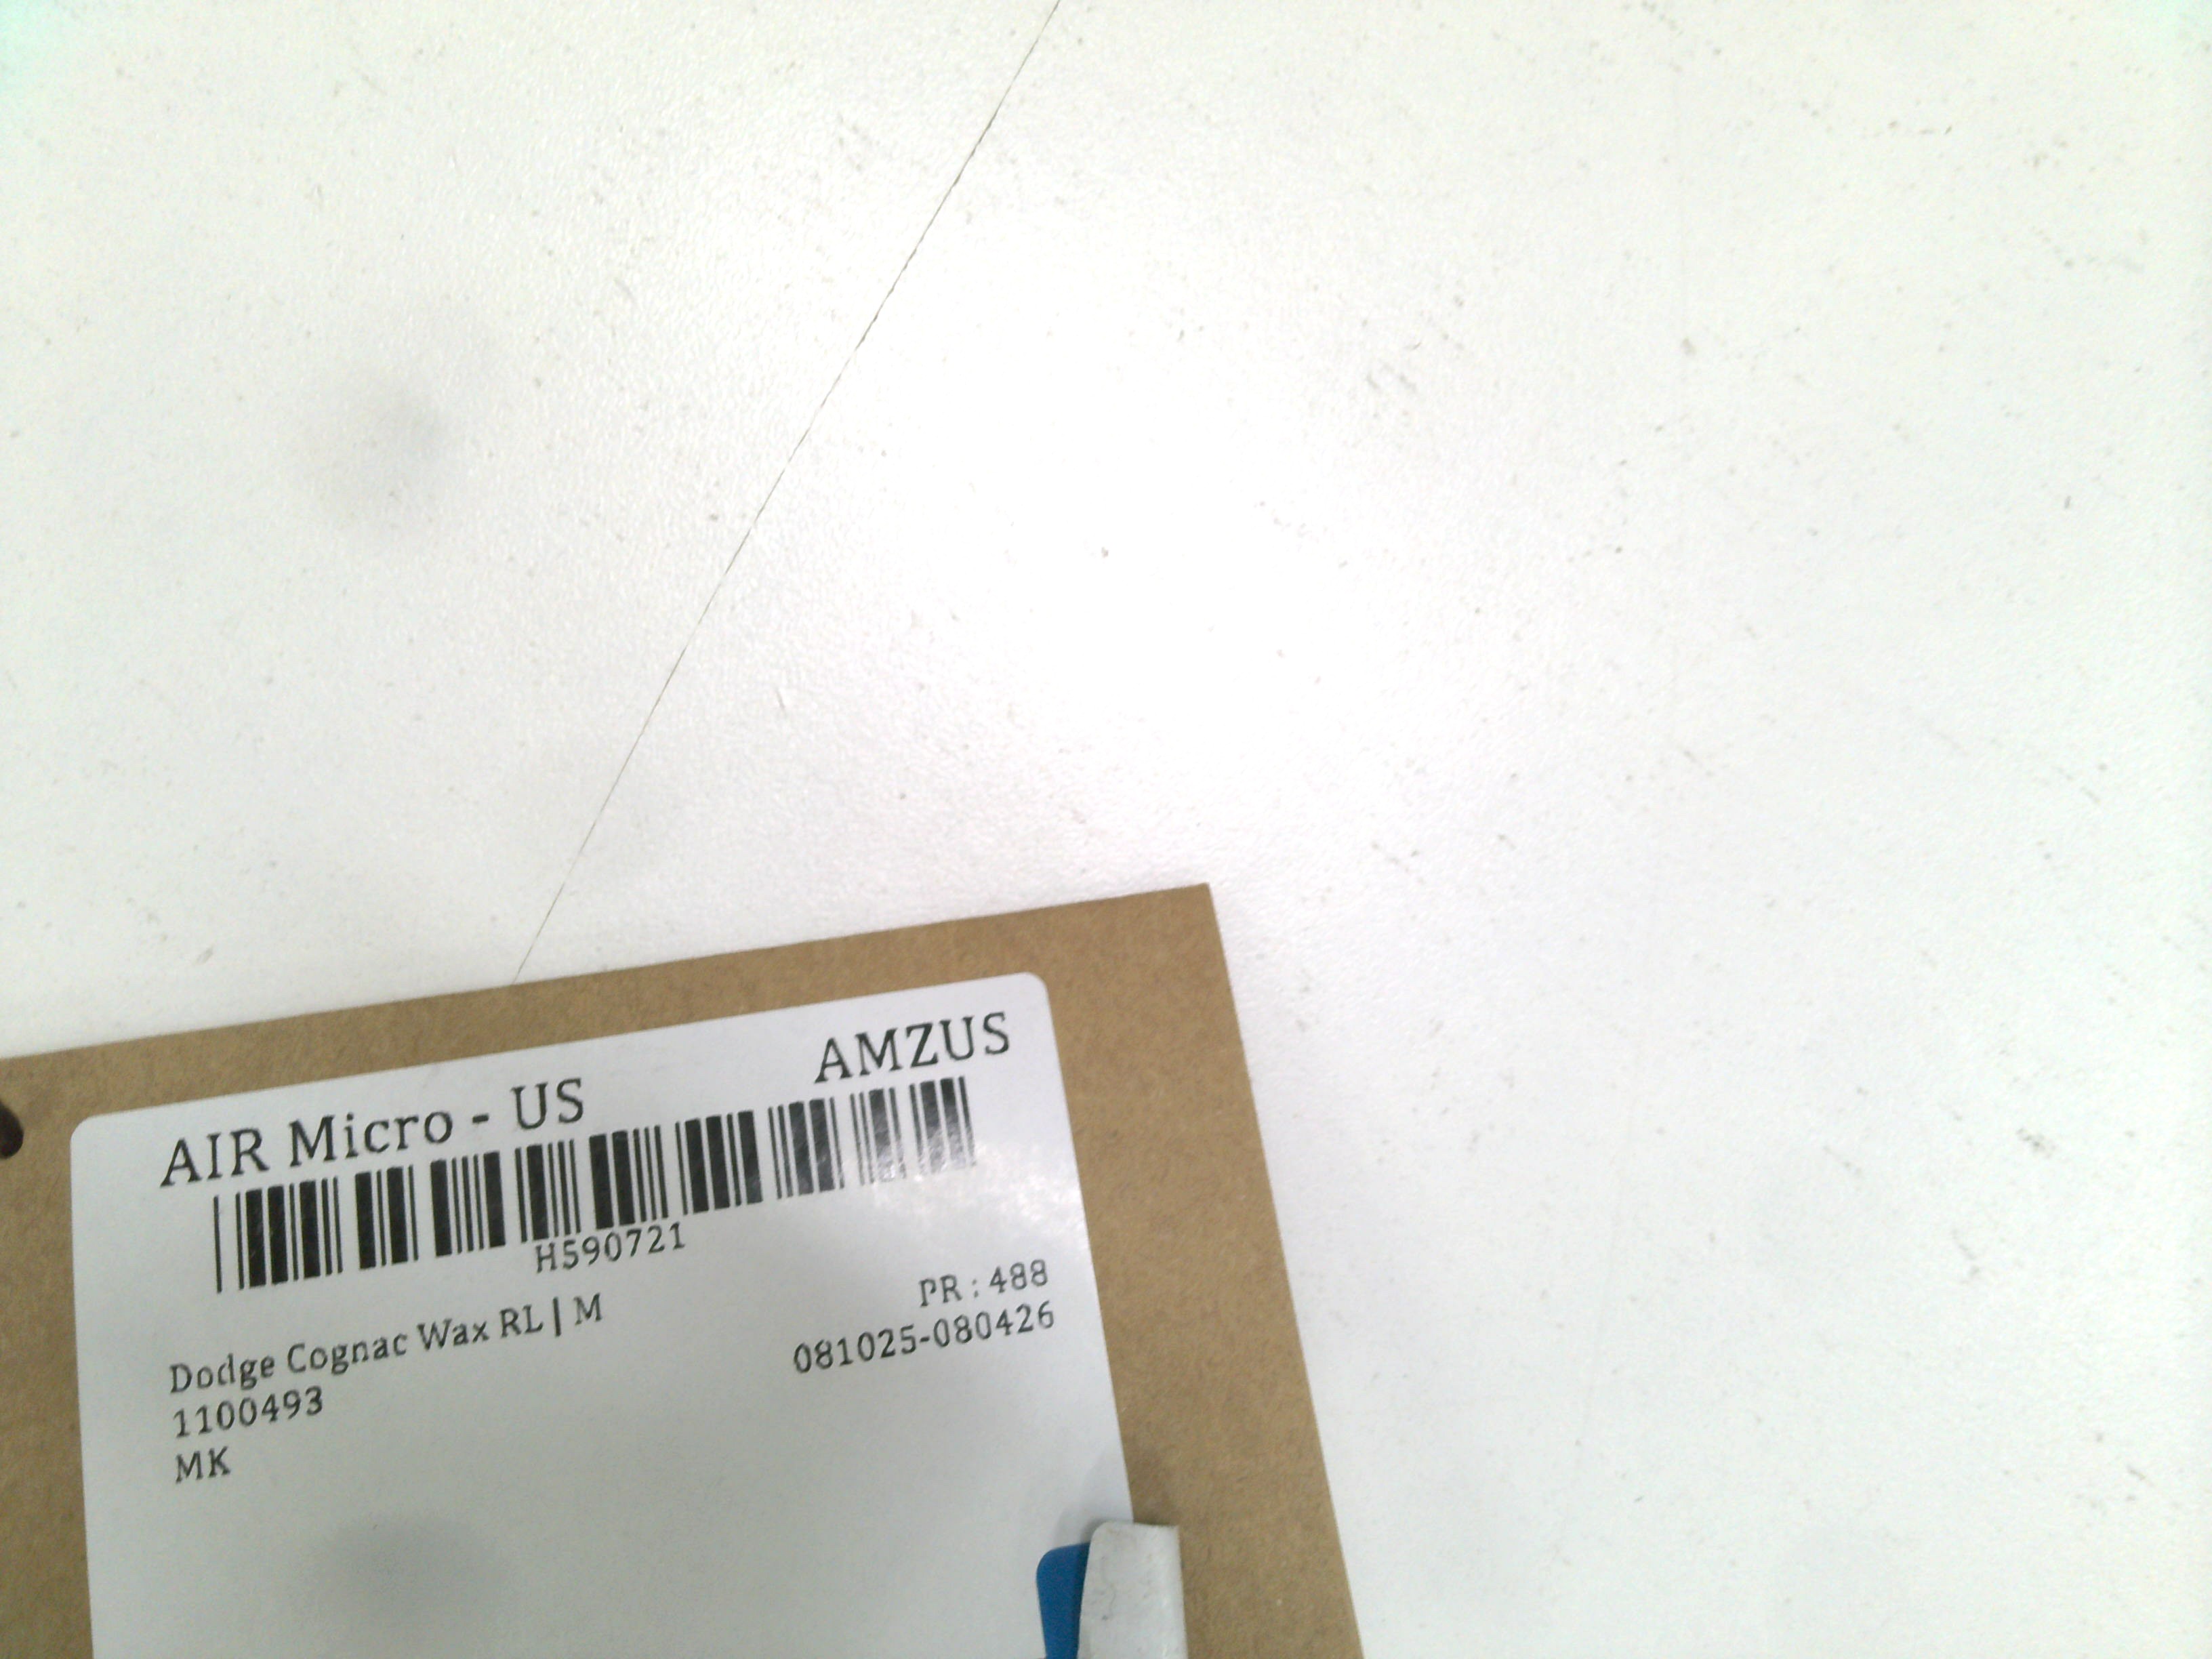 AIR Micro - US AMZUS
H590721
Dodge Cognac Wax RL | M PR : 488
1100493 081025-080426
MK